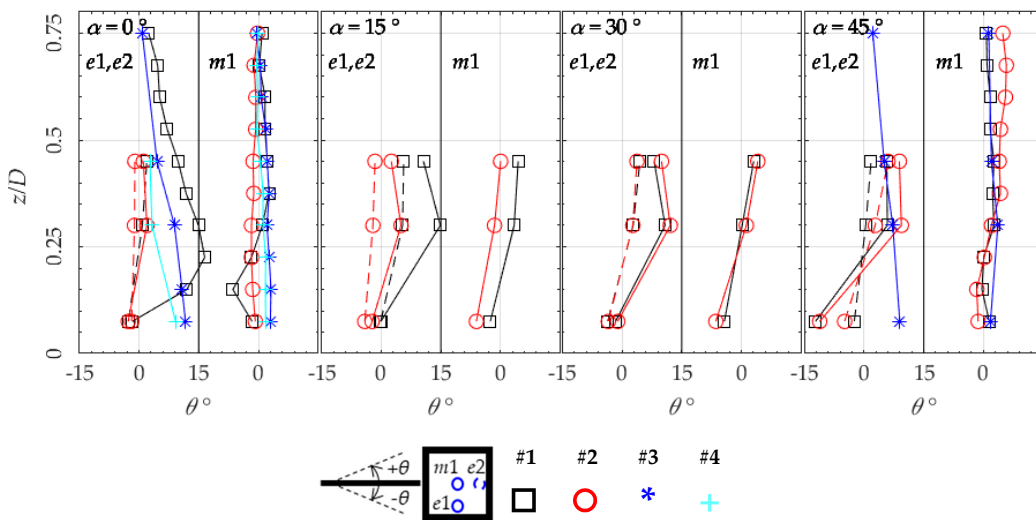 α = 0 ° α = 15 ° α = 30 ° α = 45 °
e1,e2 m1 e1,e2 m1 e1,e2 m1 e1,e2 m1
0.75
0.5
0.25
0
z/D
-15 0 15 0 15 0 15 0 15 0 15 0 15 0 15 0
θ° θ° θ° θ°
#1 #2 #3 #4
+θ m1 e2
-θ e1